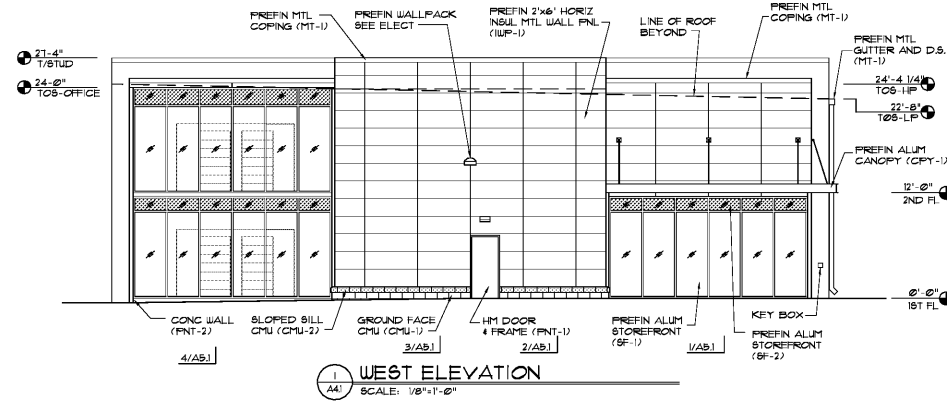 PREFIN MTL
COPING (MT-1)
PREFIN WALLPACK
SEE ELECT
PREFIN 2'x6' HORIZ
INSUL MTL WALL PNL
(IWP-1)
LINE OF ROOF
BEYOND
PREFIN MTL
COPING (MT-1)
PREFIN MTL
GUTTER AND D.S.
(MT-1)
27'-4"
T/STUD
24'-0"
TOS-OFFICE
24'-4 1/4"
TOS-HP
22'-8"
TOS-LP
PREFIN ALUM
CANOPY (CPY-1)
12'-0"
2ND FL
0'-0"
1ST FL
CONC WALL
(PNT-2)
SLOPED SILL
CMU (CMU-2)
GROUND FACE
CMU (CMU-1)
HM DOOR
& FRAME (PNT-1)
PREFIN ALUM
STOREFRONT
(SF-1)
KEY BOX
PREFIN ALUM
STOREFRONT
(SF-2)
4/A5.1
3/A5.1
2/A5.1
1/A5.1
1
A4.1
WEST ELEVATION
SCALE: 1/8"=1'-0"